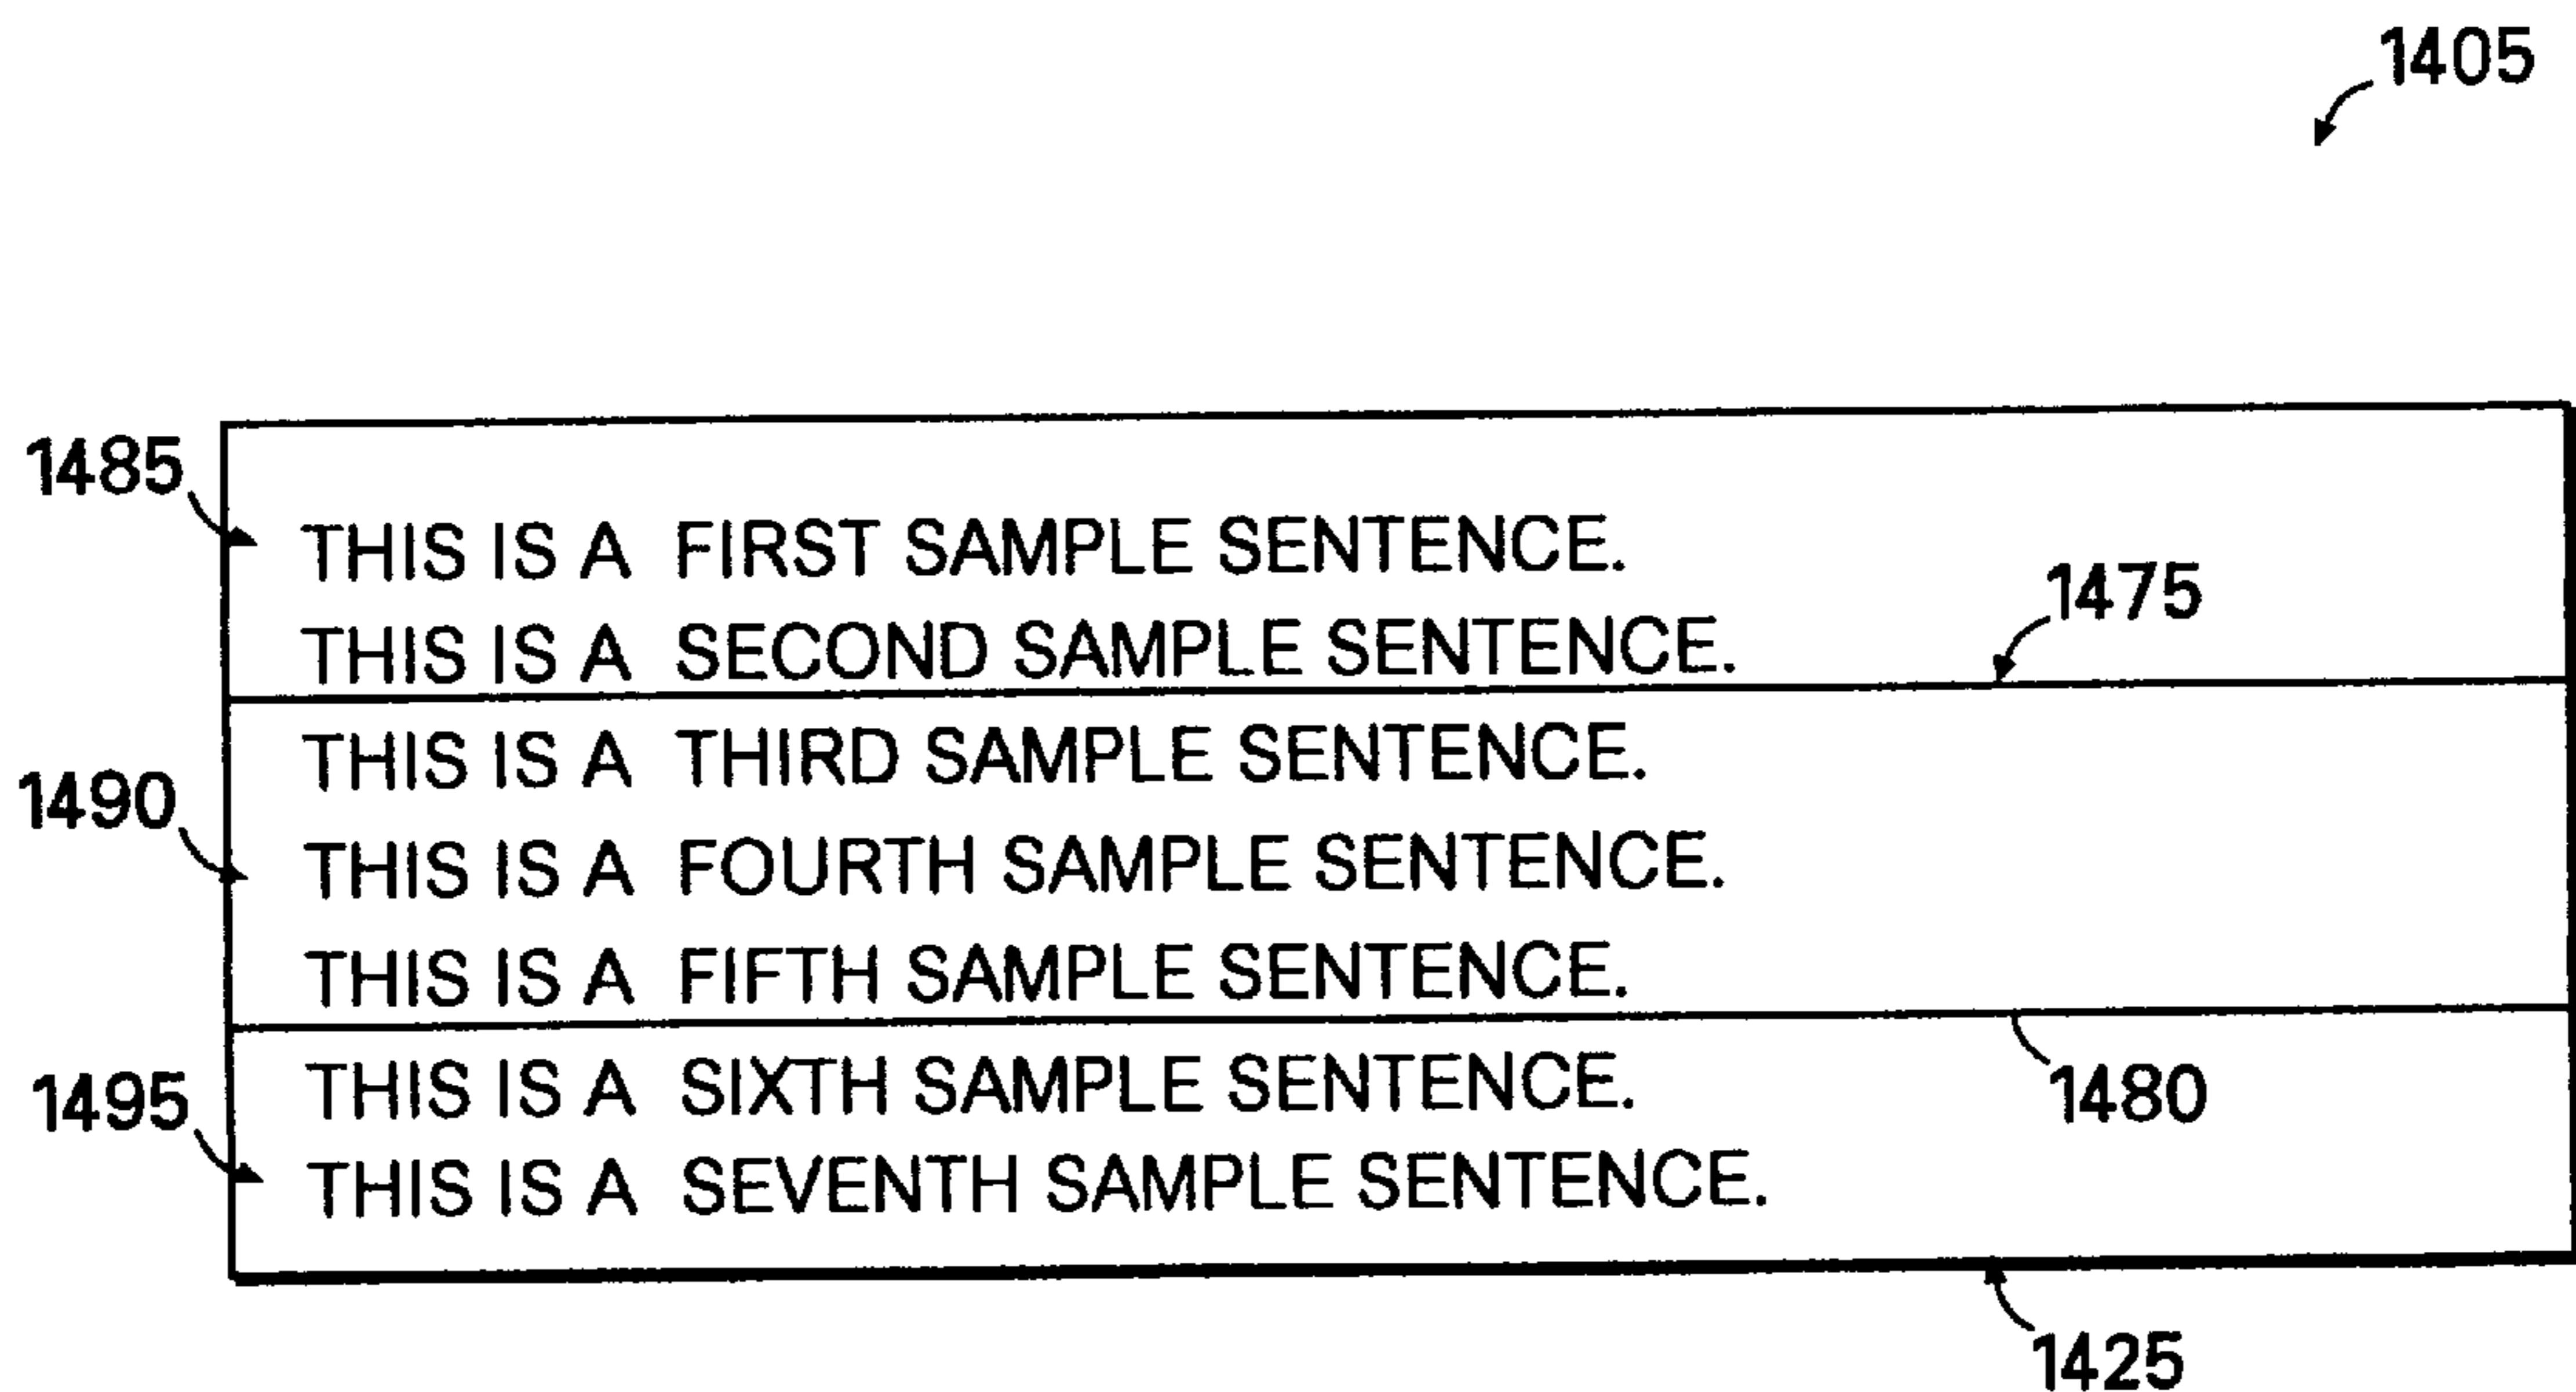 1405
1485
THIS IS A FIRST SAMPLE SENTENCE.
1475
THIS IS A SECOND SAMPLE SENTENCE.
THIS IS A THIRD SAMPLE SENTENCE.
1490
THIS IS A FOURTH SAMPLE SENTENCE.
THIS IS A FIFTH SAMPLE SENTENCE.
THIS IS A SIXTH SAMPLE SENTENCE.
1480
1495
THIS IS A SEVENTH SAMPLE SENTENCE.
1425